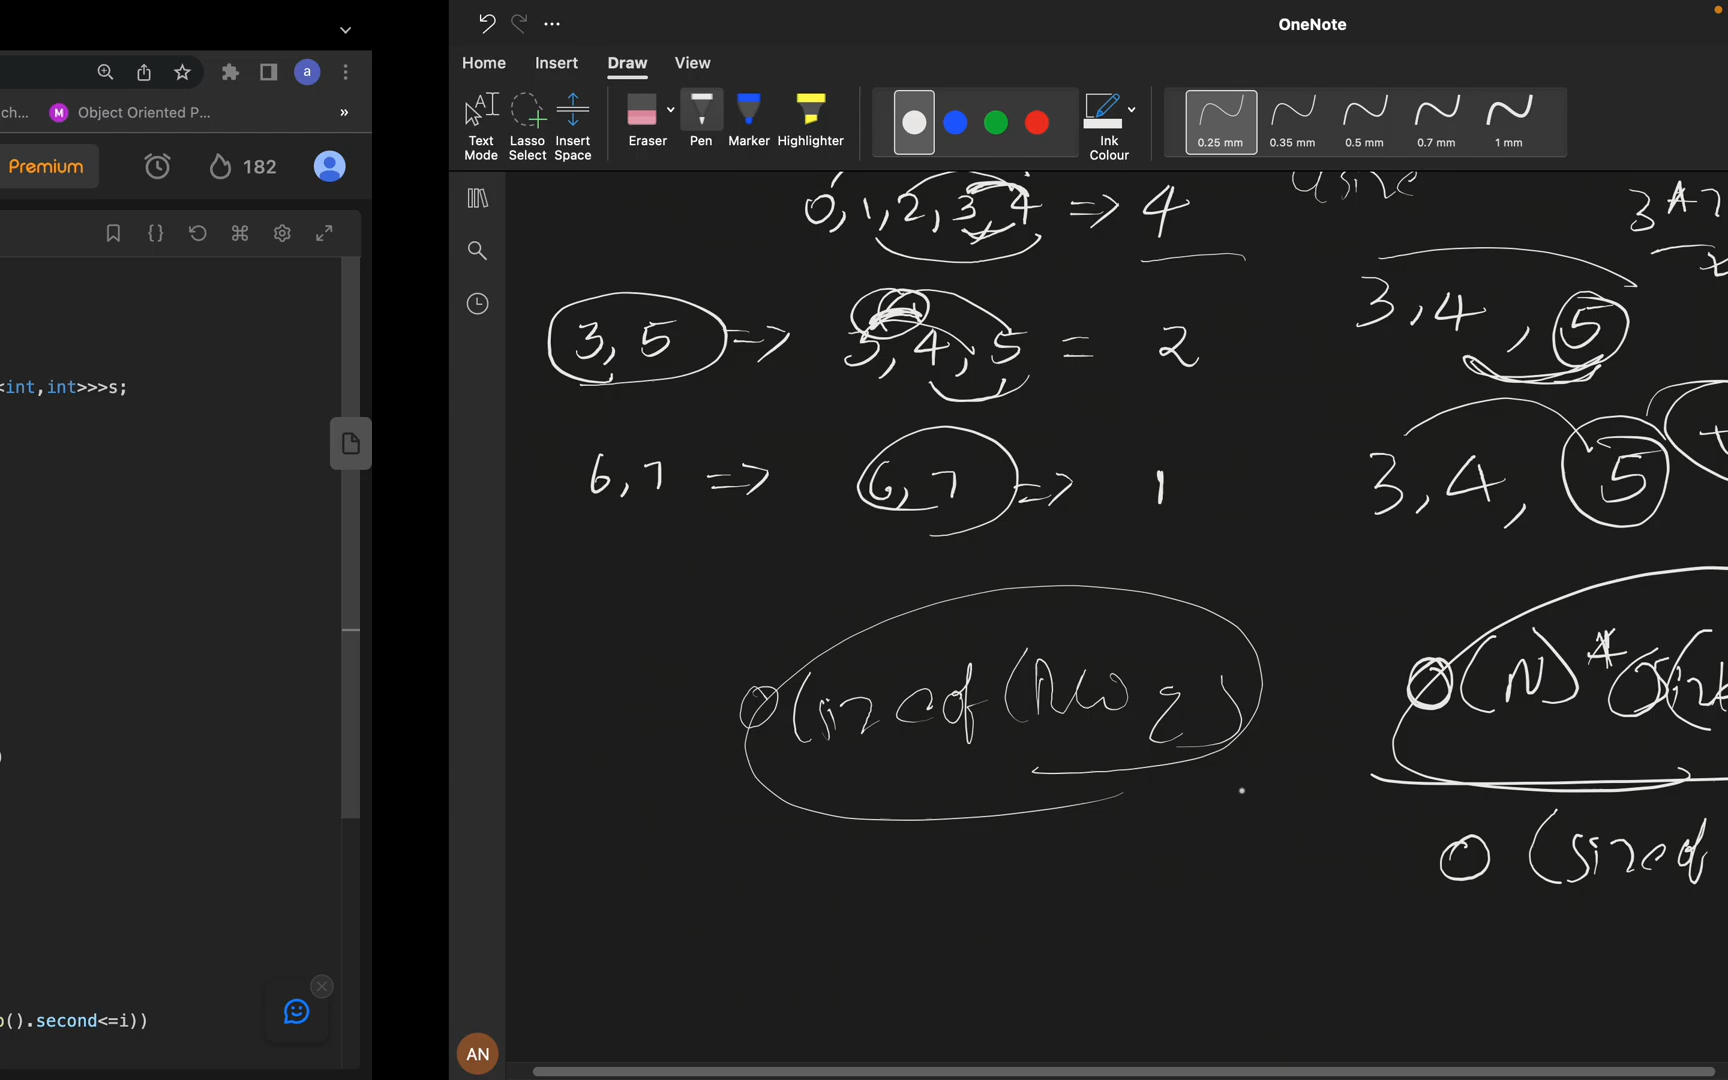 OneNote
ch...
Object Oriented P...
»
a
Home Insert Draw View
Text Mode
Lasso Select
Insert Space
Eraser
Pen
Marker
Highlighter
Ink Colour
0.25 mm 0.35 mm 0.5 mm 0.7 mm 1 mm
Premium
182
<int,int>>>s;
)
o().second<=i))
AN
0,1,2,3,4 => 4
3, 5 => 3,4,5 = 2
6,7 => 6,7 => 1
O(sizeof(
3,4,5
3,4,5
O(N)*O(
O (sizeof